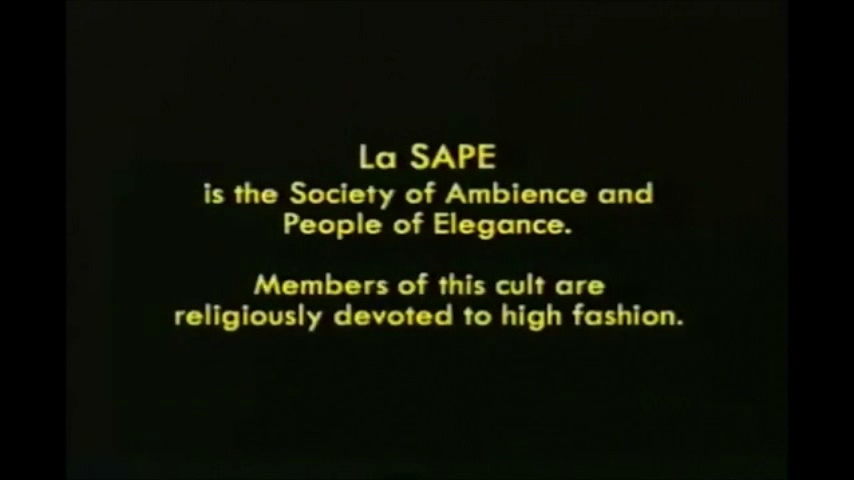 La SAPE
is the Society of Ambience and
People of Elegance.
Members of this cult are
religiously devoted to high fashion.